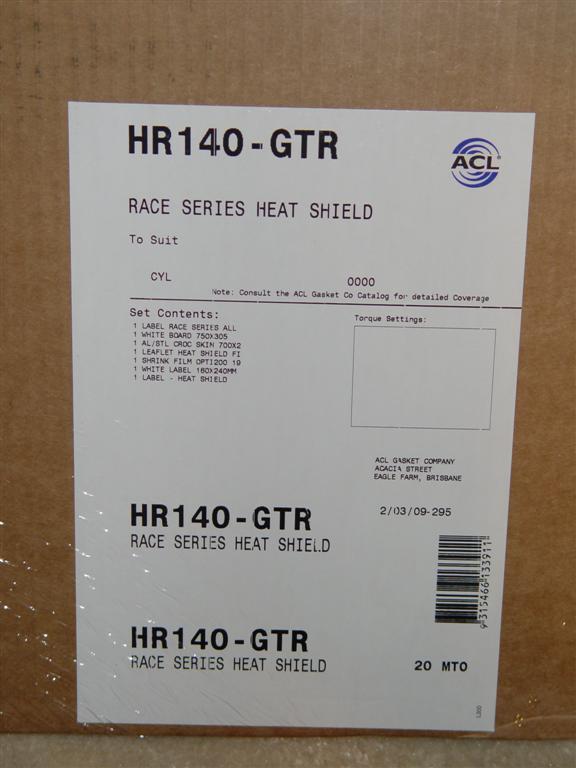 HR140-GTR
ACL
RACE SERIES HEAT SHIELD
To Suit
CYL 0000
Note: Consult the ACL Gasket Co Catalog for detailed Coverage
Set Contents:
1 LABEL RACE SERIES ALL
1 WHITE BOARD 750X305
1 AL/STL CROC SKIN 700X2
1 LEAFLET HEAT SHIELD FI
1 SHRINK FILM OPTI200 19
1 WHITE LABEL 160X240MM
1 LABEL - HEAT SHIELD
Torque Settings:
ACL GASKET COMPANY
ACACIA STREET
EAGLE FARM, BRISBANE
HR140-GTR
RACE SERIES HEAT SHIELD
2/03/09-295
9315466133911
HR140-GTR
RACE SERIES HEAT SHIELD
20 MTO